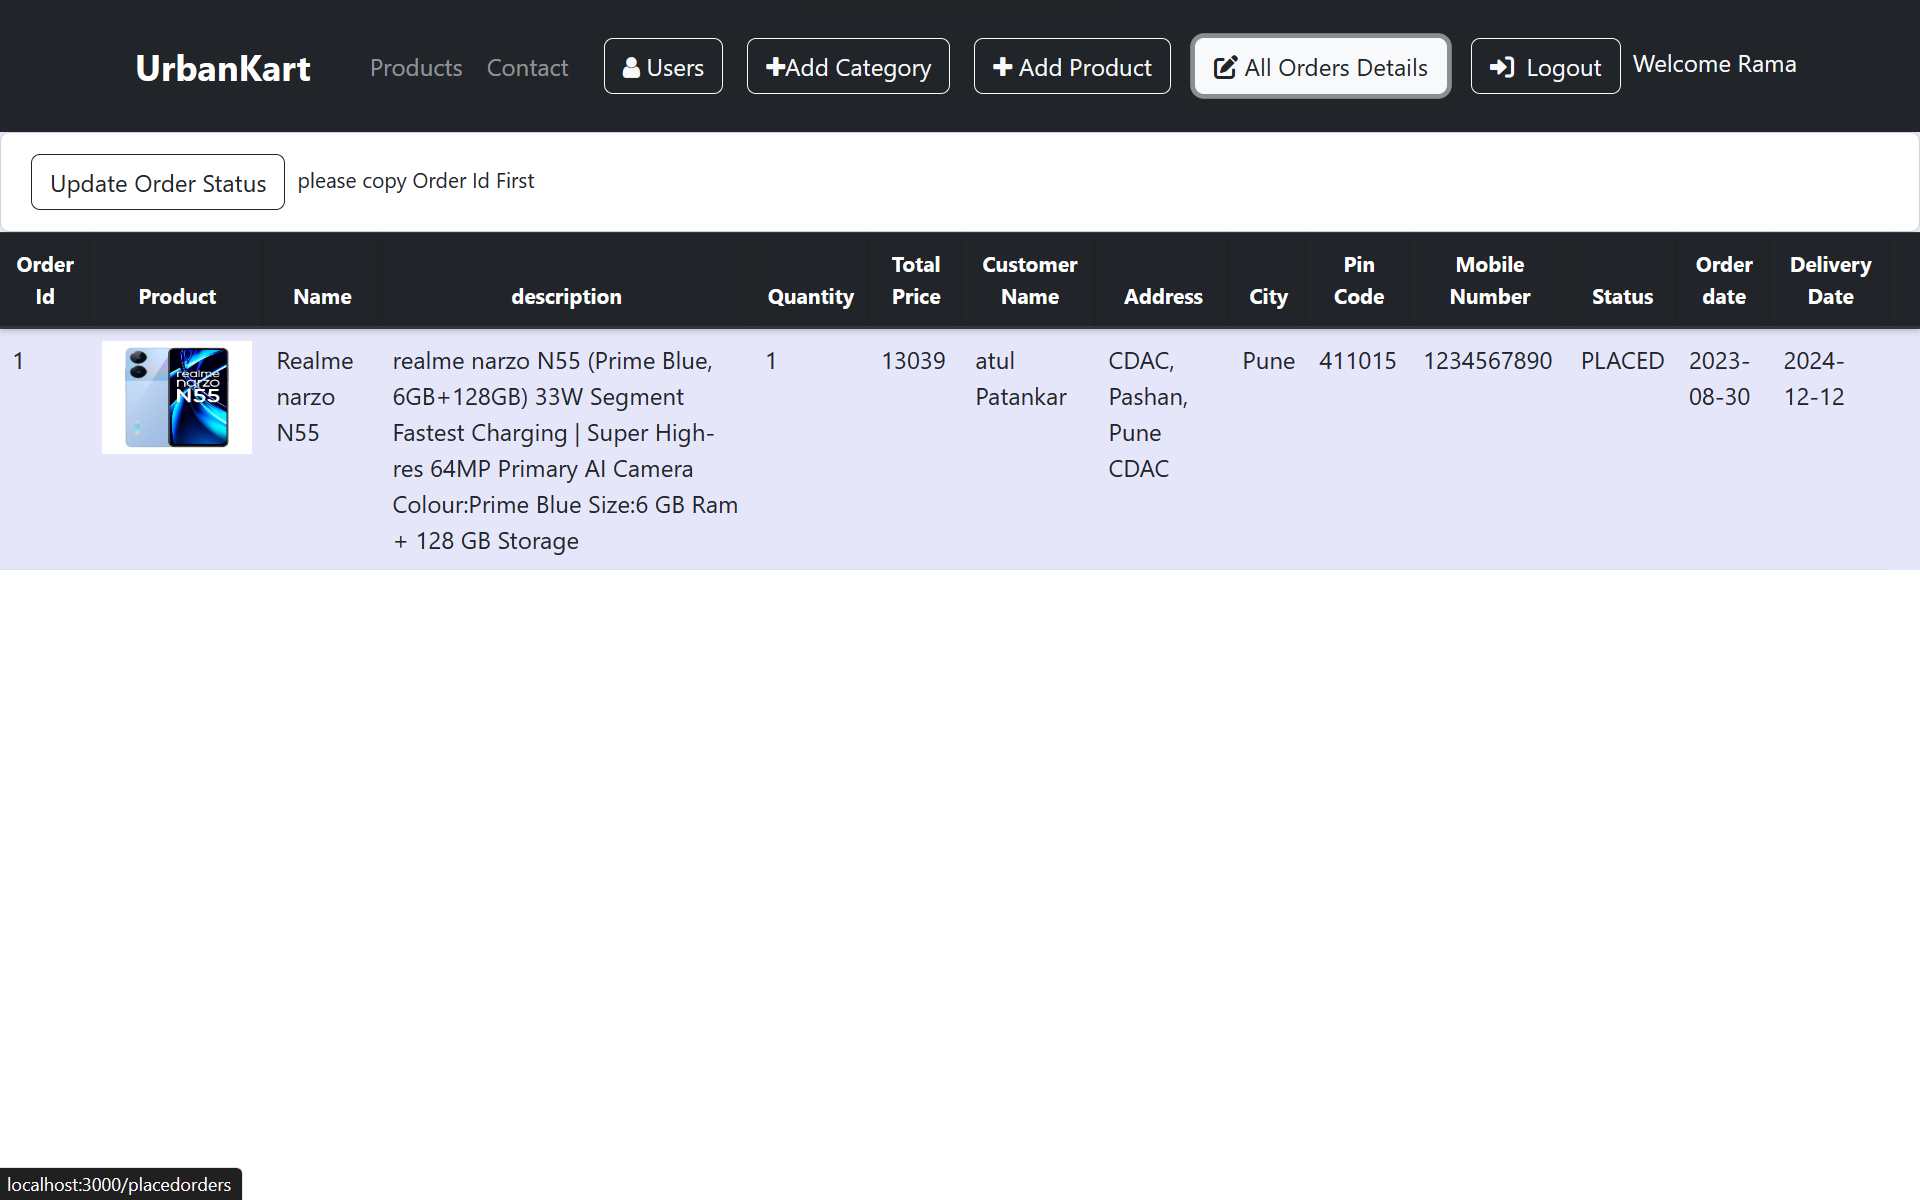 UrbanKart Products Contact Users Add Category Add Product All Orders Details Logout Welcome Rama
Update Order Status please copy Order Id First
Order Id Product Name description Quantity Total Price Customer Name Address City Pin Code Mobile Number Status Order date Delivery Date
1 Realme realme narzo N55 (Prime Blue, 1 13039 atul CDAC, Pune 411015 1234567890 PLACED 2023- 2024-
narzo 6GB+128GB) 33W Segment Patankar Pashan, 08-30 12-12
N55 Fastest Charging | Super High- Pune
res 64MP Primary AI Camera CDAC
Colour:Prime Blue Size:6 GB Ram
+ 128 GB Storage
realme
narzo
N55
localhost:3000/placedorders